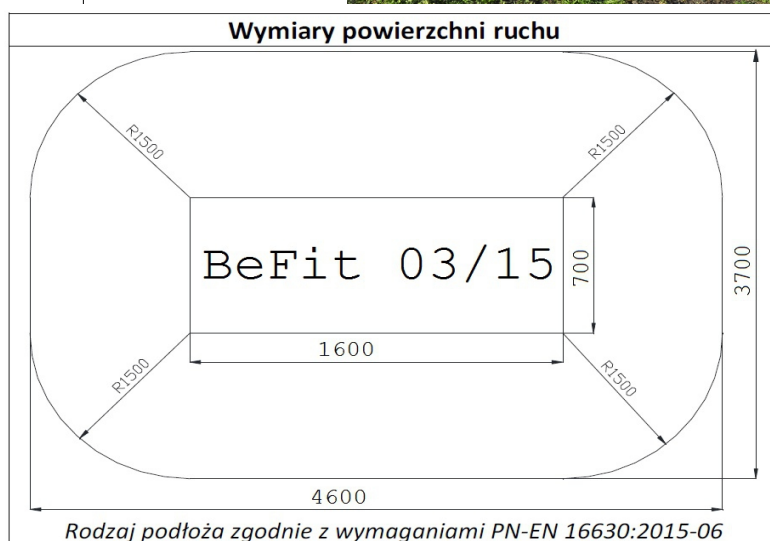 Wymiary powierzchni ruchu
R1500
R1500
BeFit 03/15
700
3700
1600
R1500
R1500
4600
Rodzaj podłoża zgodnie z wymaganiami PN-EN 16630:2015-06